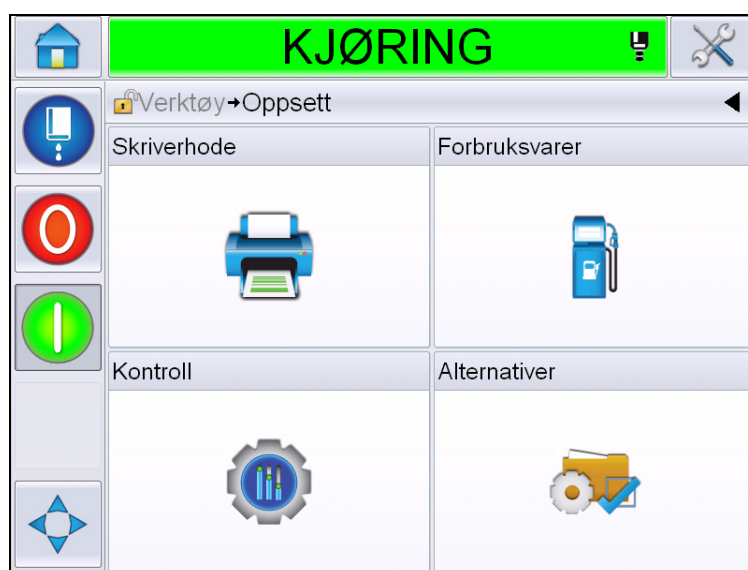 KJØRING
Verktøy→Oppsett
Skriverhode
Forbruksvarer
Kontroll
Alternativer